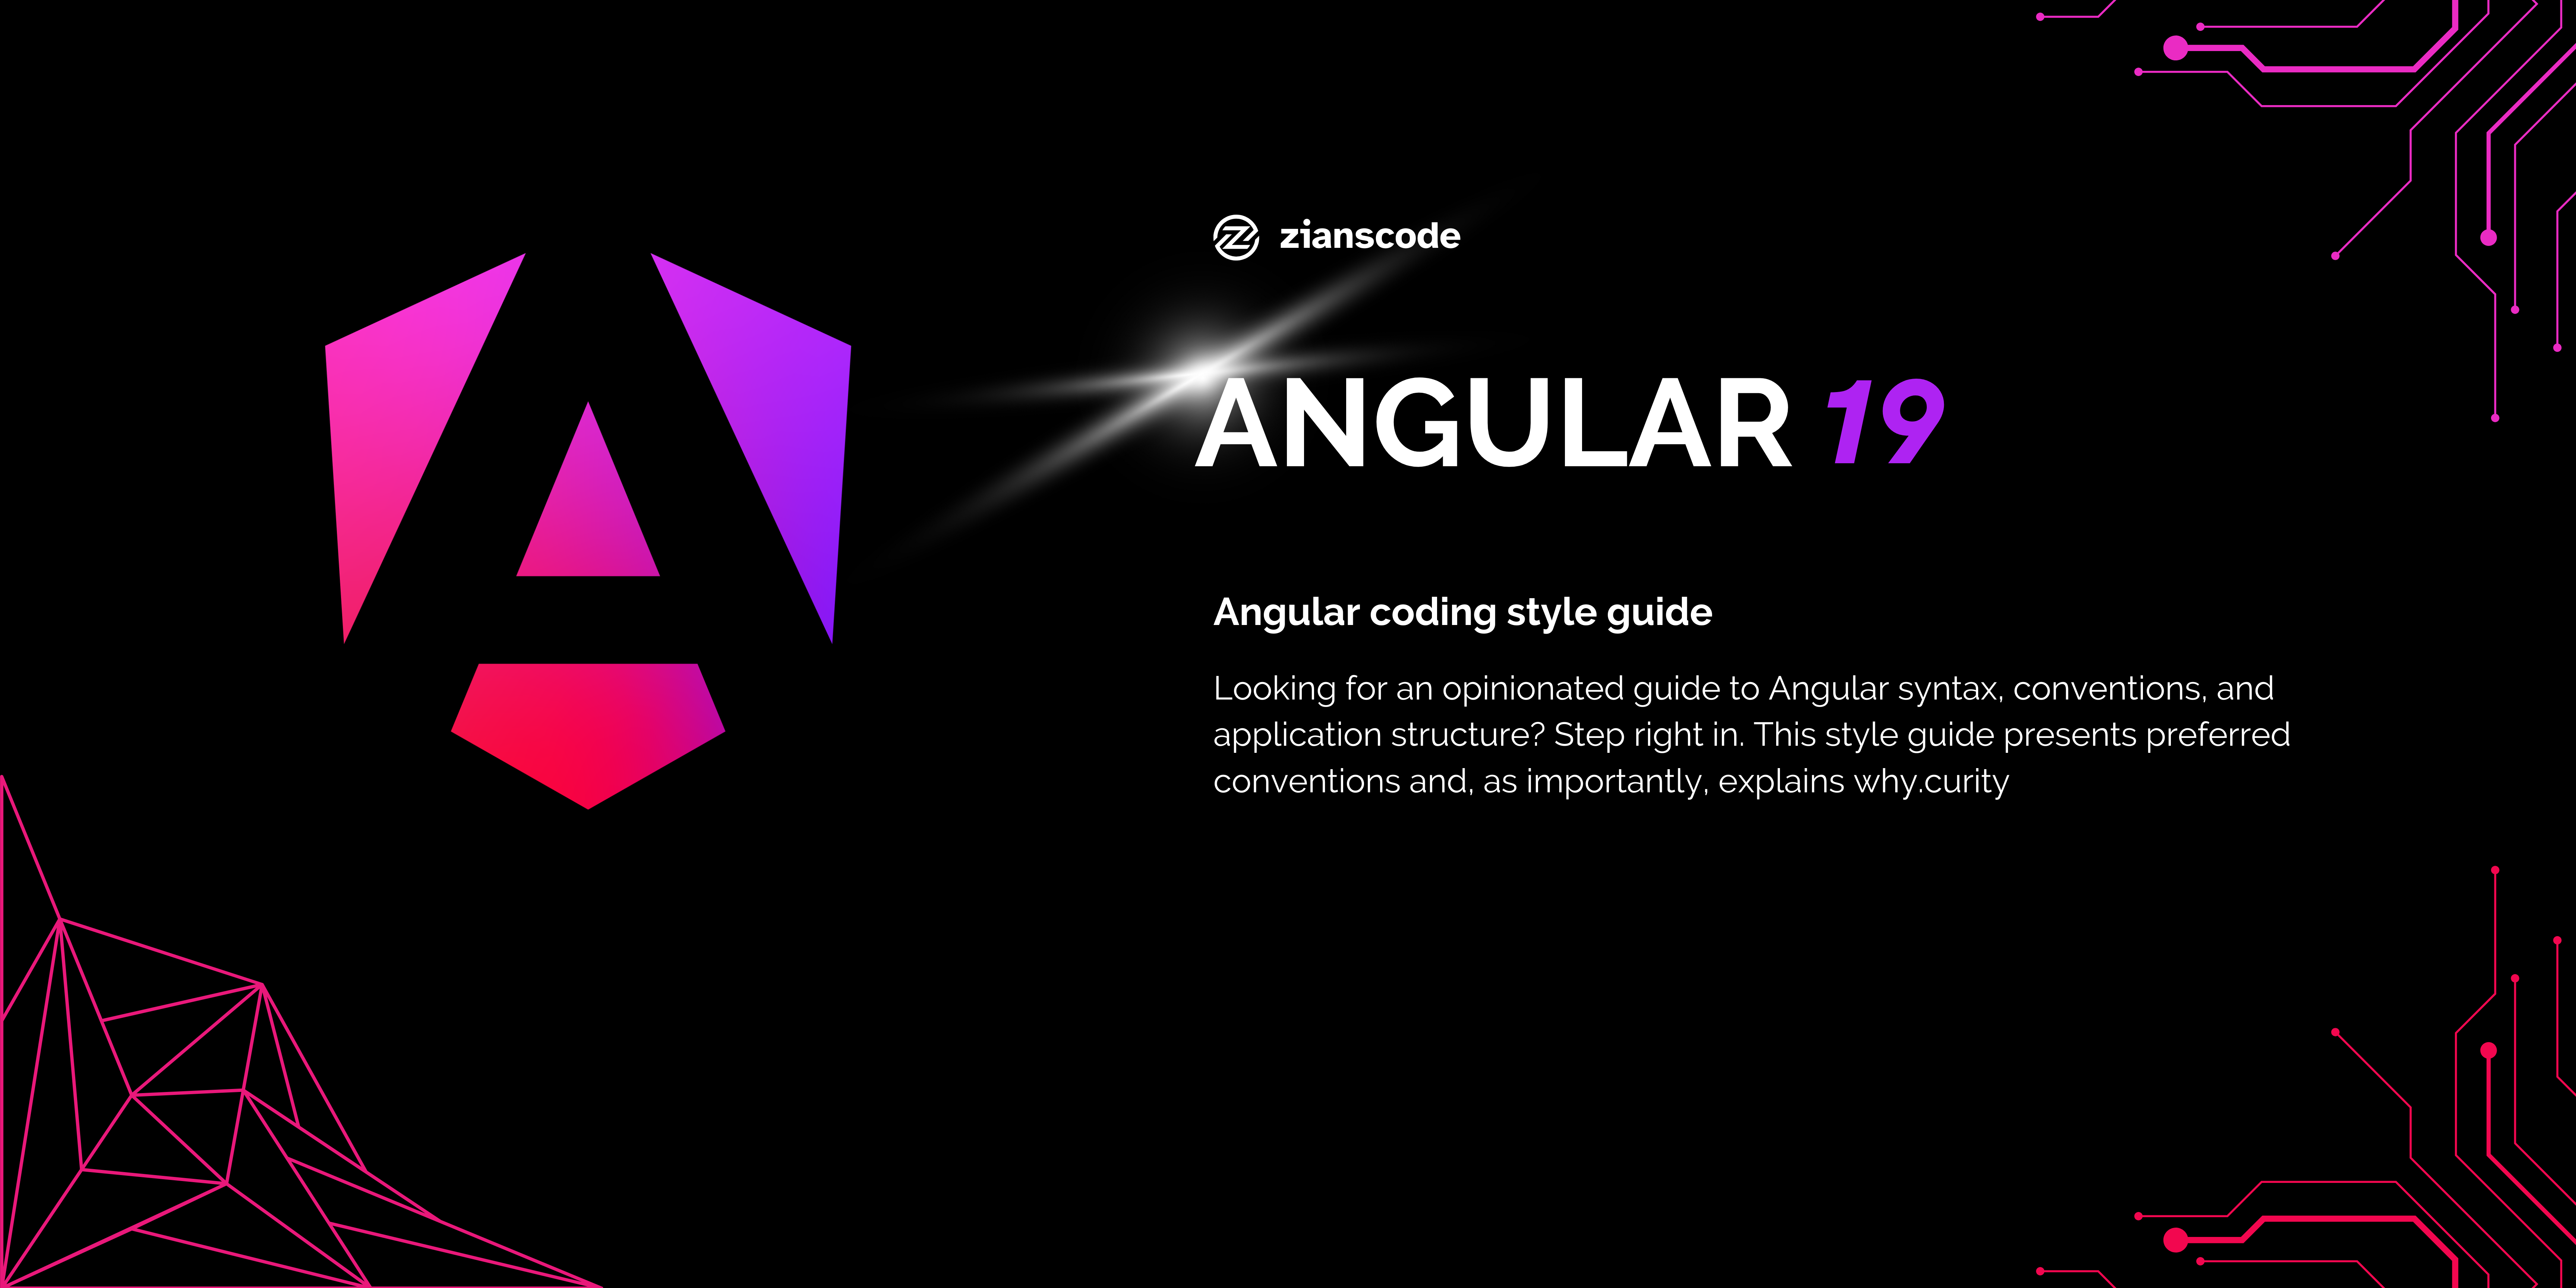 zianscode
ANGULAR 19
Angular coding style guide
Looking for an opinionated guide to Angular syntax, conventions, and
application structure? Step right in. This style guide presents preferred
conventions and, as importantly, explains why.curity